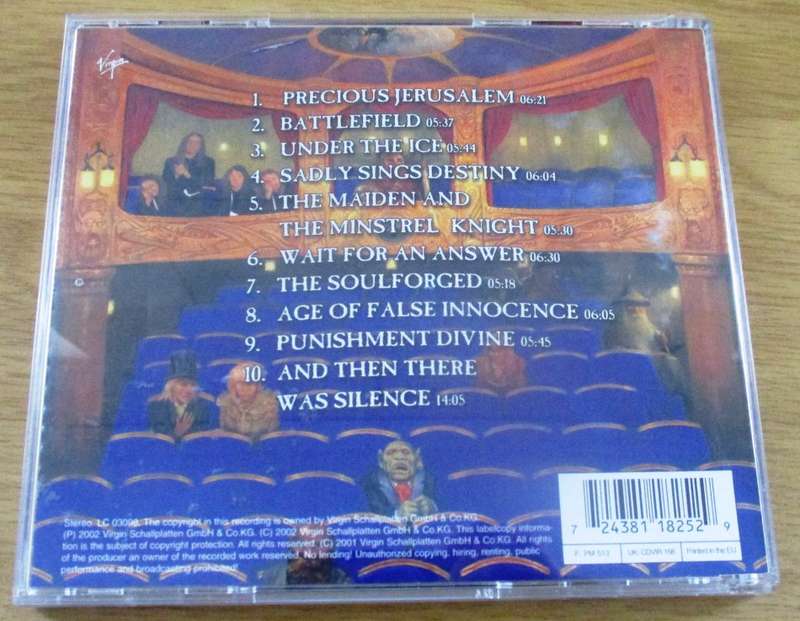 Virgin
1. PRECIOUS JERUSALEM 06:21
2. BATTLEFIELD 05:37
3. UNDER THE ICE 05:44
4. SADLY SINGS DESTINY 06:04
5. THE MAIDEN AND
THE MINSTREL KNIGHT 05:30
6. WAIT FOR AN ANSWER 06:30
7. THE SOULFORGED 05:18
8. AGE OF FALSE INNOCENCE 06:05
9. PUNISHMENT DIVINE 05:45
10. AND THEN THERE
WAS SILENCE 14:05
Stereo. LC 03098. The copyright in this recording is owned by Virgin Schallplatten GmbH & Co.KG.
(P) 2002 Virgin Schallplatten GmbH & Co.KG. (C) 2002 Virgin Schallplatten GmbH & Co.KG. This labelcopy informa-
tion is the subject of copyright protection. All rights reserved. (C) 2001 Virgin Schallplatten GmbH & Co.KG. All rights
of the producer an owner of the recorded work reserved. No lending! Unauthorized copying, hiring, renting, public
performance and broadcasting prohibited!
7 24381 18252 9
F: PM 513
UK: CDVIR 166
Printed in the EU